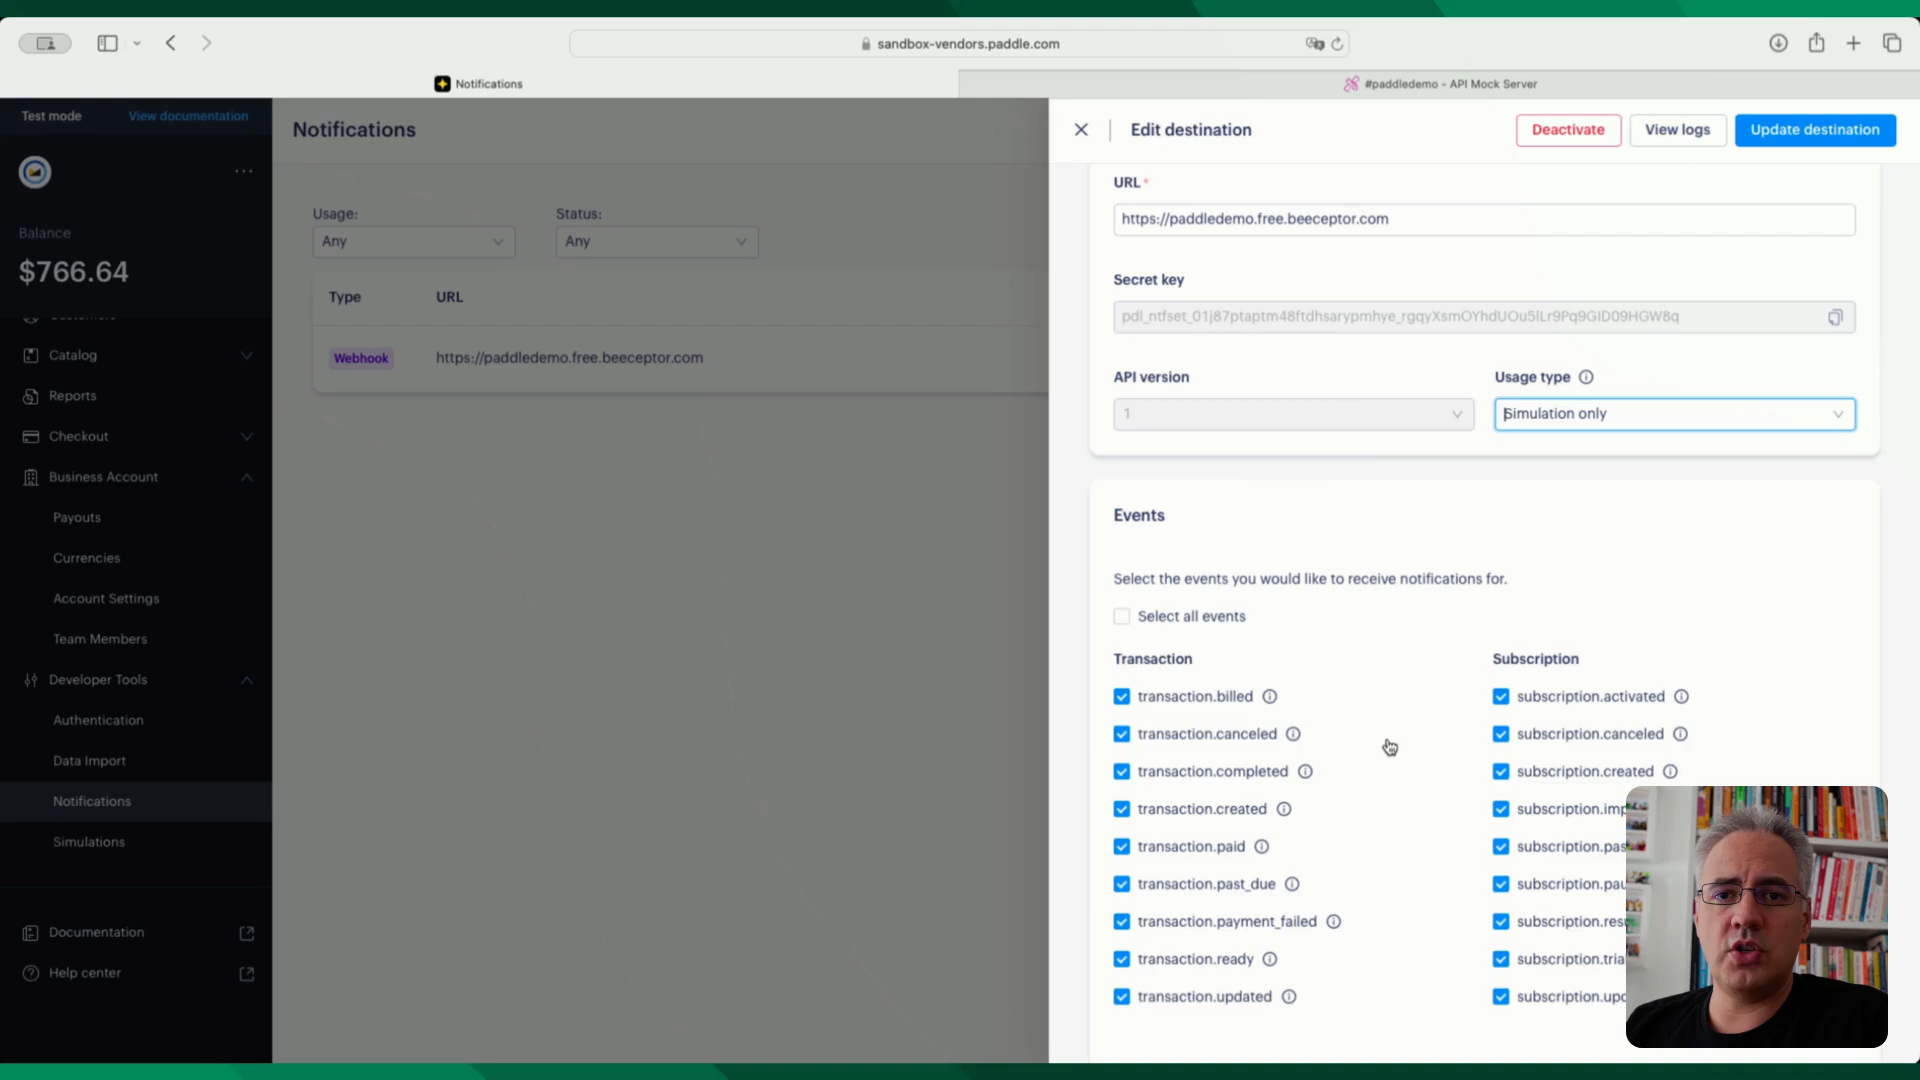 sandbox-vendors.paddle.com
Notifications
#paddledemo - API Mock Server
Test mode
View documentation
Balance
$766.64
Catalog
Reports
Checkout
Business Account
Payouts
Currencies
Account Settings
Team Members
Developer Tools
Authentication
Data Import
Notifications
Simulations
Documentation
Help center
Notifications
Usage:
Status:
Any
Any
Type
URL
Webhook
https://paddledemo.free.beeceptor.com
Edit destination
Deactivate
View logs
Update destination
URL *
https://paddledemo.free.beeceptor.com
Secret key
API version
Usage type
1
Simulation only
Events
Select the events you would like to receive notifications for.
Select all events
Transaction
Subscription
transaction.billed
subscription.activated
transaction.canceled
subscription.canceled
transaction.completed
subscription.created
transaction.created
subscription.imp
transaction.paid
subscription.pas
transaction.past_due
subscription.pau
transaction.payment_failed
subscription.res
transaction.ready
subscription.tria
transaction.updated
subscription.upd